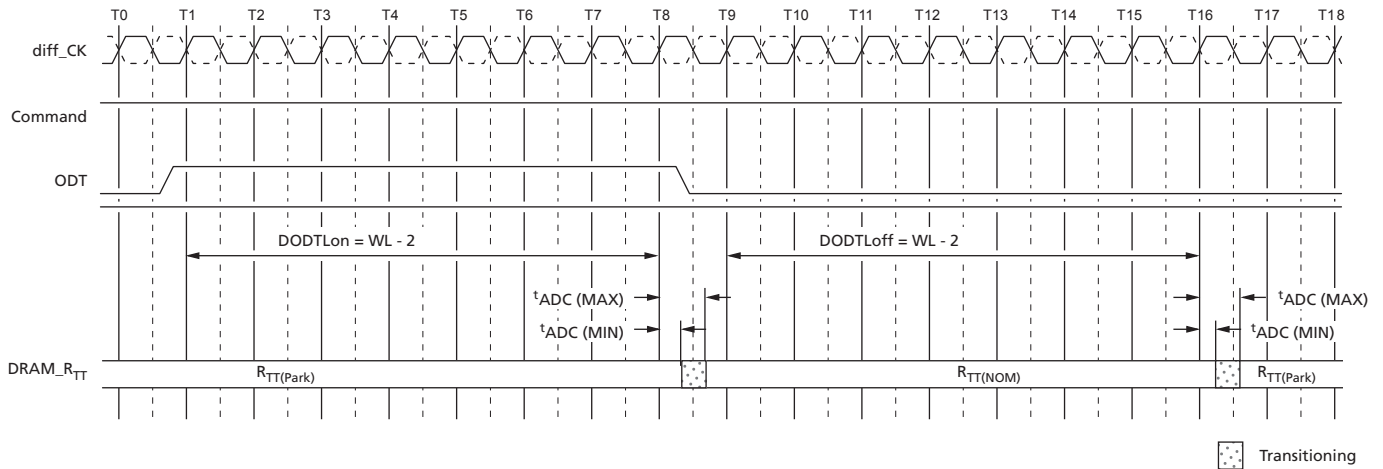 T0 T1 T2 T3 T4 T5 T6 T7 T8 T9 T10 T11 T12 T13 T14 T15 T16 T17 T18
diff_CK
Command
ODT
DODTLon = WL - 2 DODTLoff = WL - 2
tADC (MAX) tADC (MAX)
tADC (MIN) tADC (MIN)
DRAM_RTT RTT(Park) RTT(NOM) RTT(Park)
Transitioning